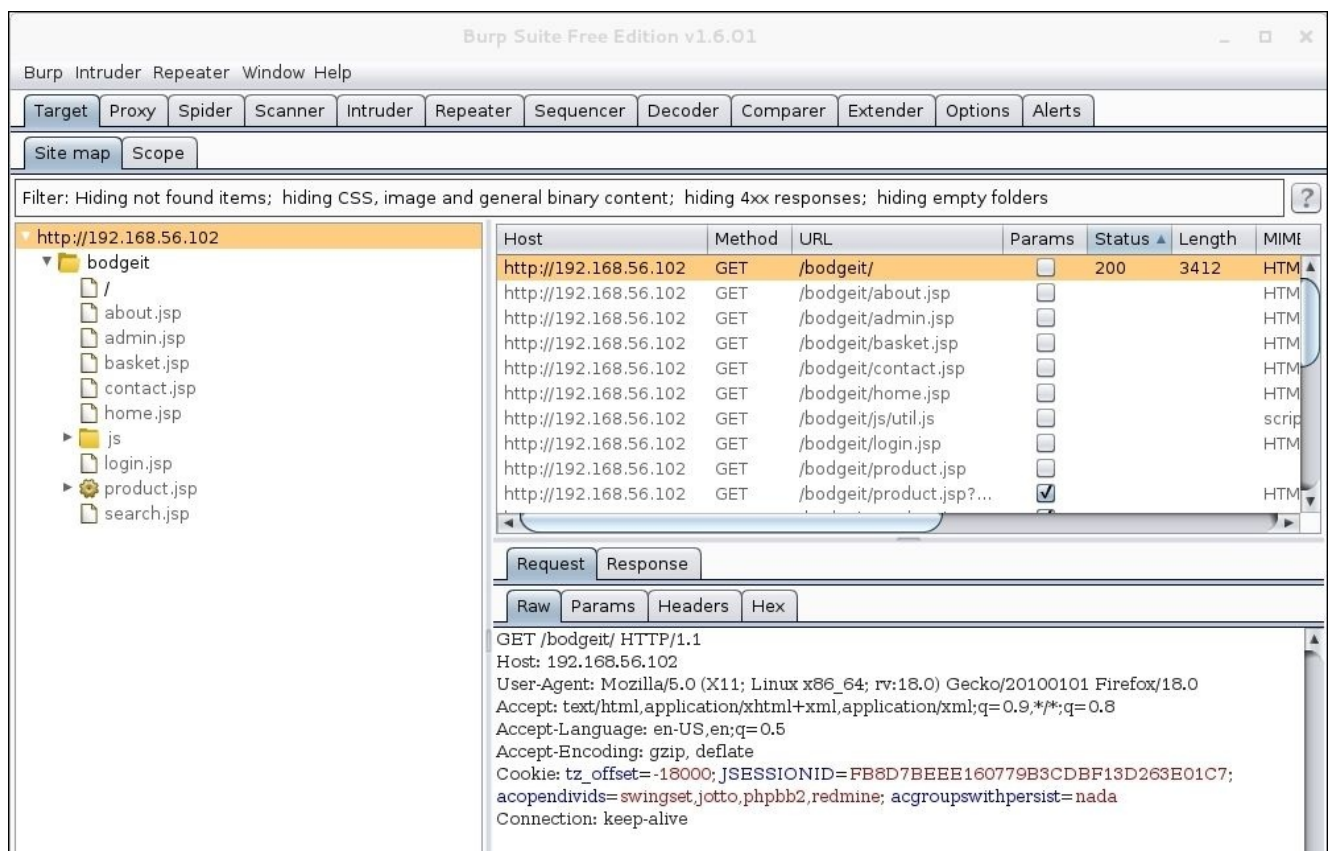 Burp Suite Free Edition v1.6.01
Burp Intruder Repeater Window Help
Target Proxy Spider Scanner Intruder Repeater Sequencer Decoder Comparer Extender Options Alerts
Site map Scope
Filter: Hiding not found items; hiding CSS, image and general binary content; hiding 4xx responses; hiding empty folders ?
http://192.168.56.102
bodgeit
/
about.jsp
admin.jsp
basket.jsp
contact.jsp
home.jsp
js
login.jsp
product.jsp
search.jsp
Host Method URL Params Status Length MIME
http://192.168.56.102 GET /bodgeit/ 200 3412 HTM
http://192.168.56.102 GET /bodgeit/about.jsp HTM
http://192.168.56.102 GET /bodgeit/admin.jsp HTM
http://192.168.56.102 GET /bodgeit/basket.jsp HTM
http://192.168.56.102 GET /bodgeit/contact.jsp HTM
http://192.168.56.102 GET /bodgeit/home.jsp HTM
http://192.168.56.102 GET /bodgeit/js/util.js scrip
http://192.168.56.102 GET /bodgeit/login.jsp HTM
http://192.168.56.102 GET /bodgeit/product.jsp
http://192.168.56.102 GET /bodgeit/product.jsp?... HTM
Request Response
Raw Params Headers Hex
GET /bodgeit/ HTTP/1.1
Host: 192.168.56.102
User-Agent: Mozilla/5.0 (X11; Linux x86_64; rv:18.0) Gecko/20100101 Firefox/18.0
Accept: text/html,application/xhtml+xml,application/xml;q=0.9,*/*;q=0.8
Accept-Language: en-US,en;q=0.5
Accept-Encoding: gzip, deflate
Cookie: tz_offset=-18000; JSESSIONID=FB8D7BEEE160779B3CDBF13D263E01C7;
acopendivids=swingset,jotto,phpbb2,redmine; acgroupswithpersist=nada
Connection: keep-alive